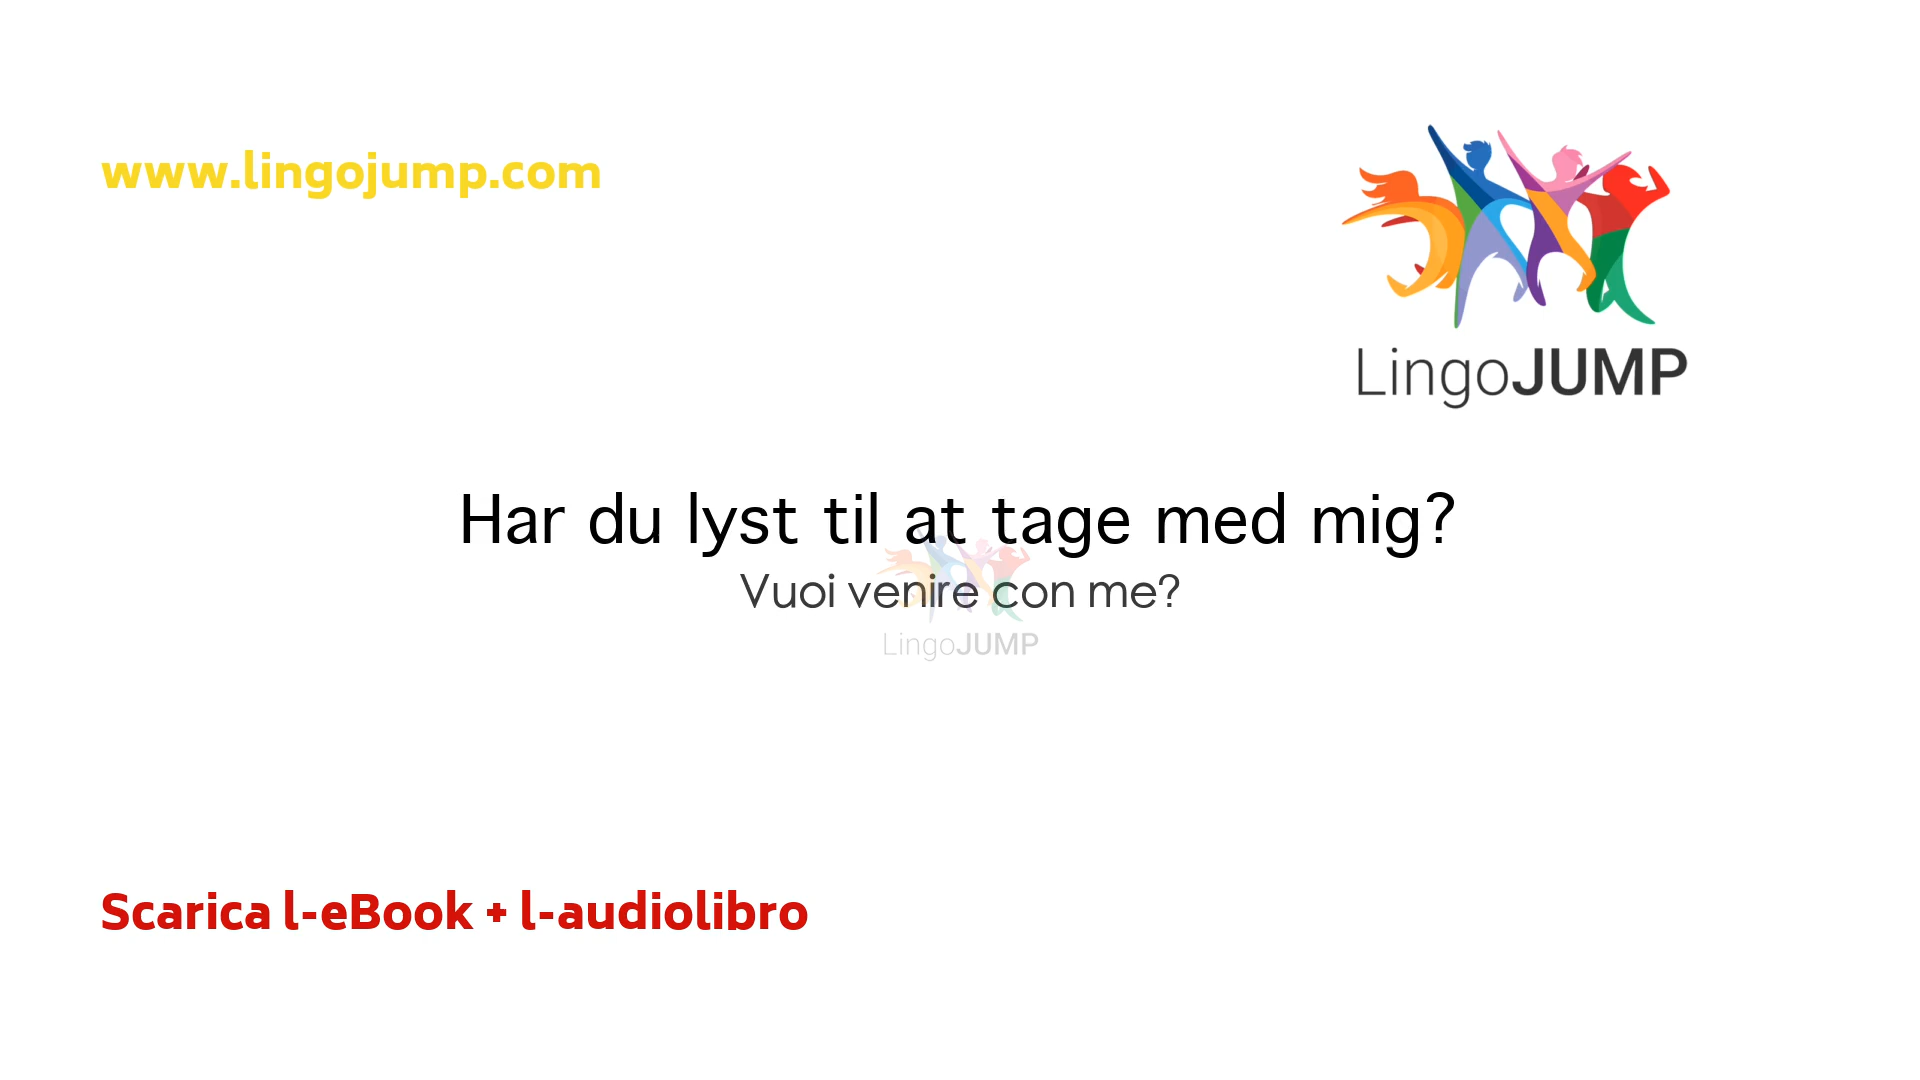 www.lingojump.com
LingoJUMP
Har du lyst til at tage med mig?
Vuoi venire con me?
LingoJUMP
Scarica l-eBook + l-audiolibro